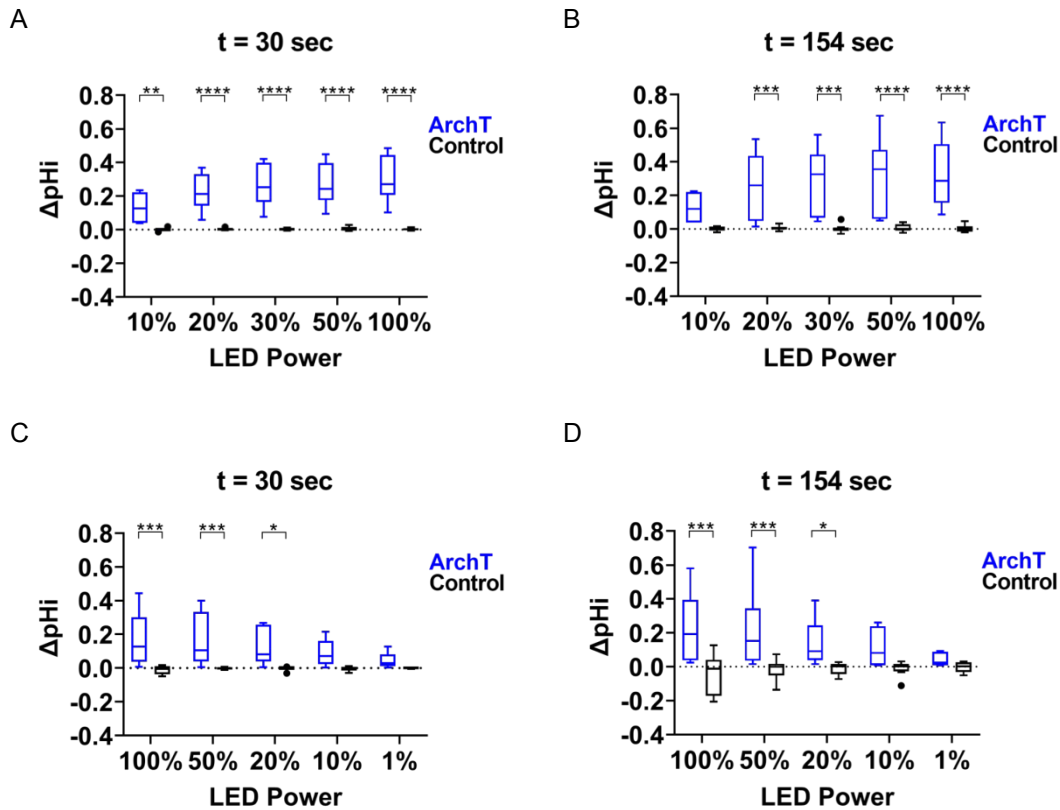 A
t = 30 sec
** **** **** **** ****
0.8
0.6
0.4
0.2
0.0
-0.2
-0.4
ΔpHi
ArchT
Control
10% 20% 30% 50% 100%
LED Power
B
t = 154 sec
*** *** **** ****
0.8
0.6
0.4
0.2
0.0
-0.2
-0.4
ΔpHi
ArchT
Control
10% 20% 30% 50% 100%
LED Power
C
t = 30 sec
*** *** *
0.8
0.6
0.4
0.2
0.0
-0.2
-0.4
ΔpHi
ArchT
Control
100% 50% 20% 10% 1%
LED Power
D
t = 154 sec
*** *** *
0.8
0.6
0.4
0.2
0.0
-0.2
-0.4
ΔpHi
ArchT
Control
100% 50% 20% 10% 1%
LED Power